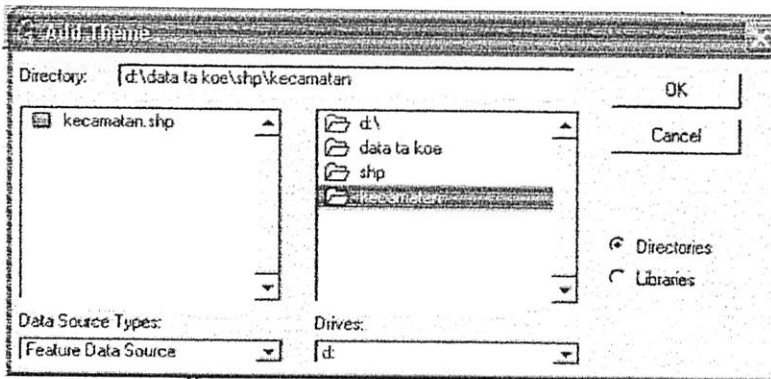 Add Theme
Directory: d:\data ta koe\shp\kecamatan
OK
Cancel
kecamatan.shp
d:\
data ta koe
shp
kecamatan
Directories
Libraries
Data Source Types:
Feature Data Source
Drives:
d: